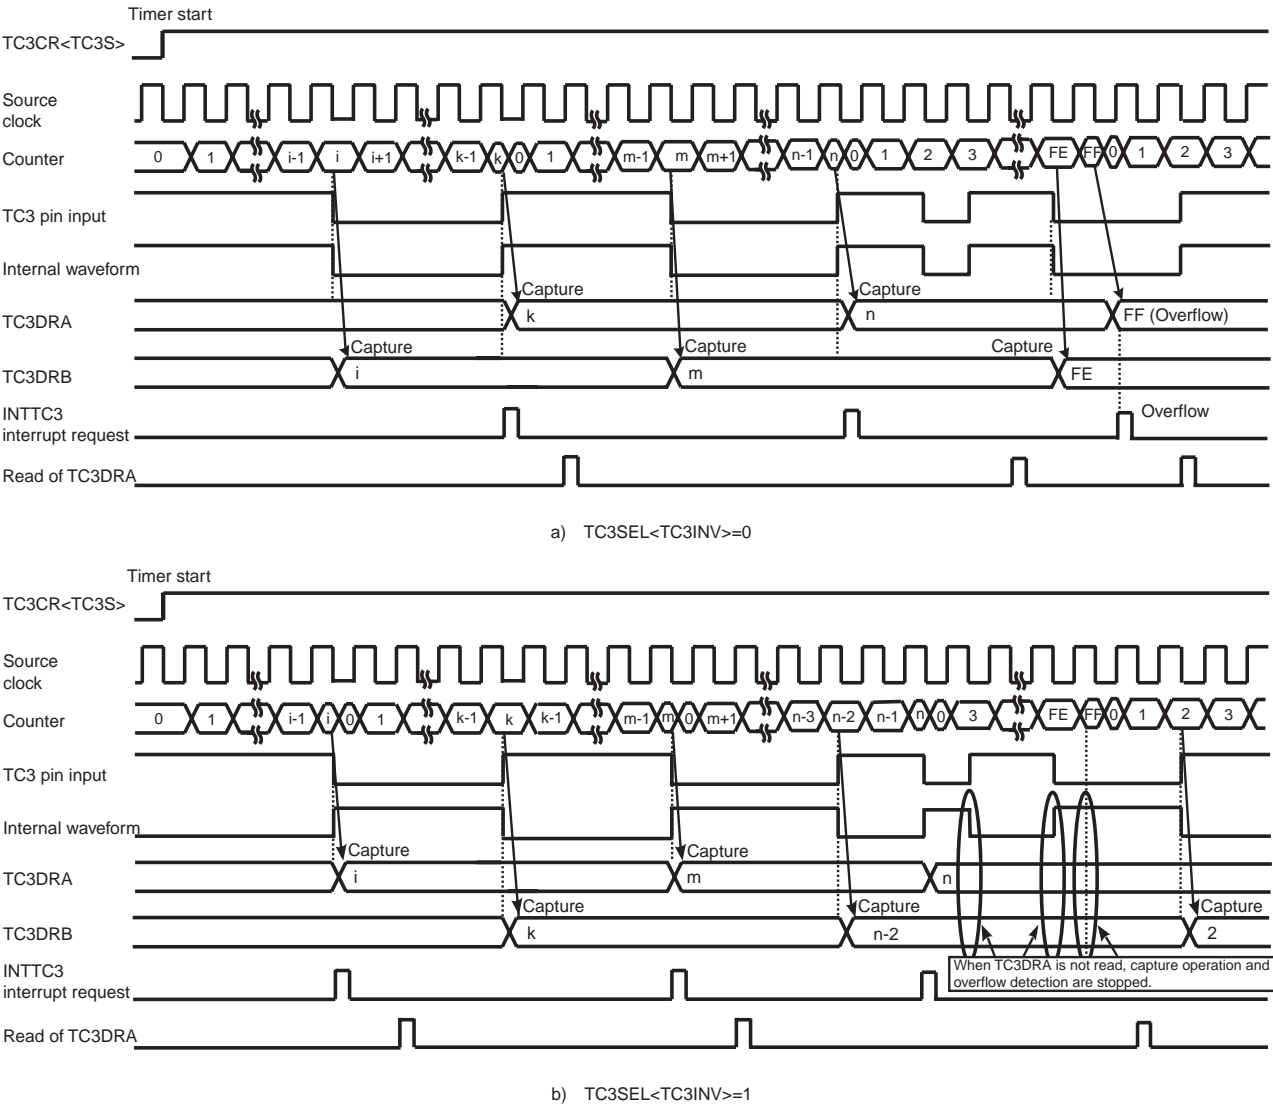 Timer start
TC3CR<TC3S>
Source
clock
Counter 0 1 i-1 i i+1 k-1 k 0 1 m-1 m m+1 n-1 n 0 1 2 3 FE FF 0 1 2 3
TC3 pin input
Internal waveform
Capture Capture
TC3DRA k n FF (Overflow)
Capture Capture Capture
TC3DRB i m FE
INTTC3
interrupt request Overflow
Read of TC3DRA
a) TC3SEL<TC3INV>=0
Timer start
TC3CR<TC3S>
Source
clock
Counter 0 1 i-1 i 0 1 k-1 k k-1 m-1 m 0 m+1 n-3 n-2 n-1 n 0 3 FE FF 0 1 2 3
TC3 pin input
Internal waveform
Capture Capture
TC3DRA i m n
Capture Capture Capture
TC3DRB k n-2 2
INTTC3
interrupt request
When TC3DRA is not read, capture operation and
overflow detection are stopped.
Read of TC3DRA
b) TC3SEL<TC3INV>=1